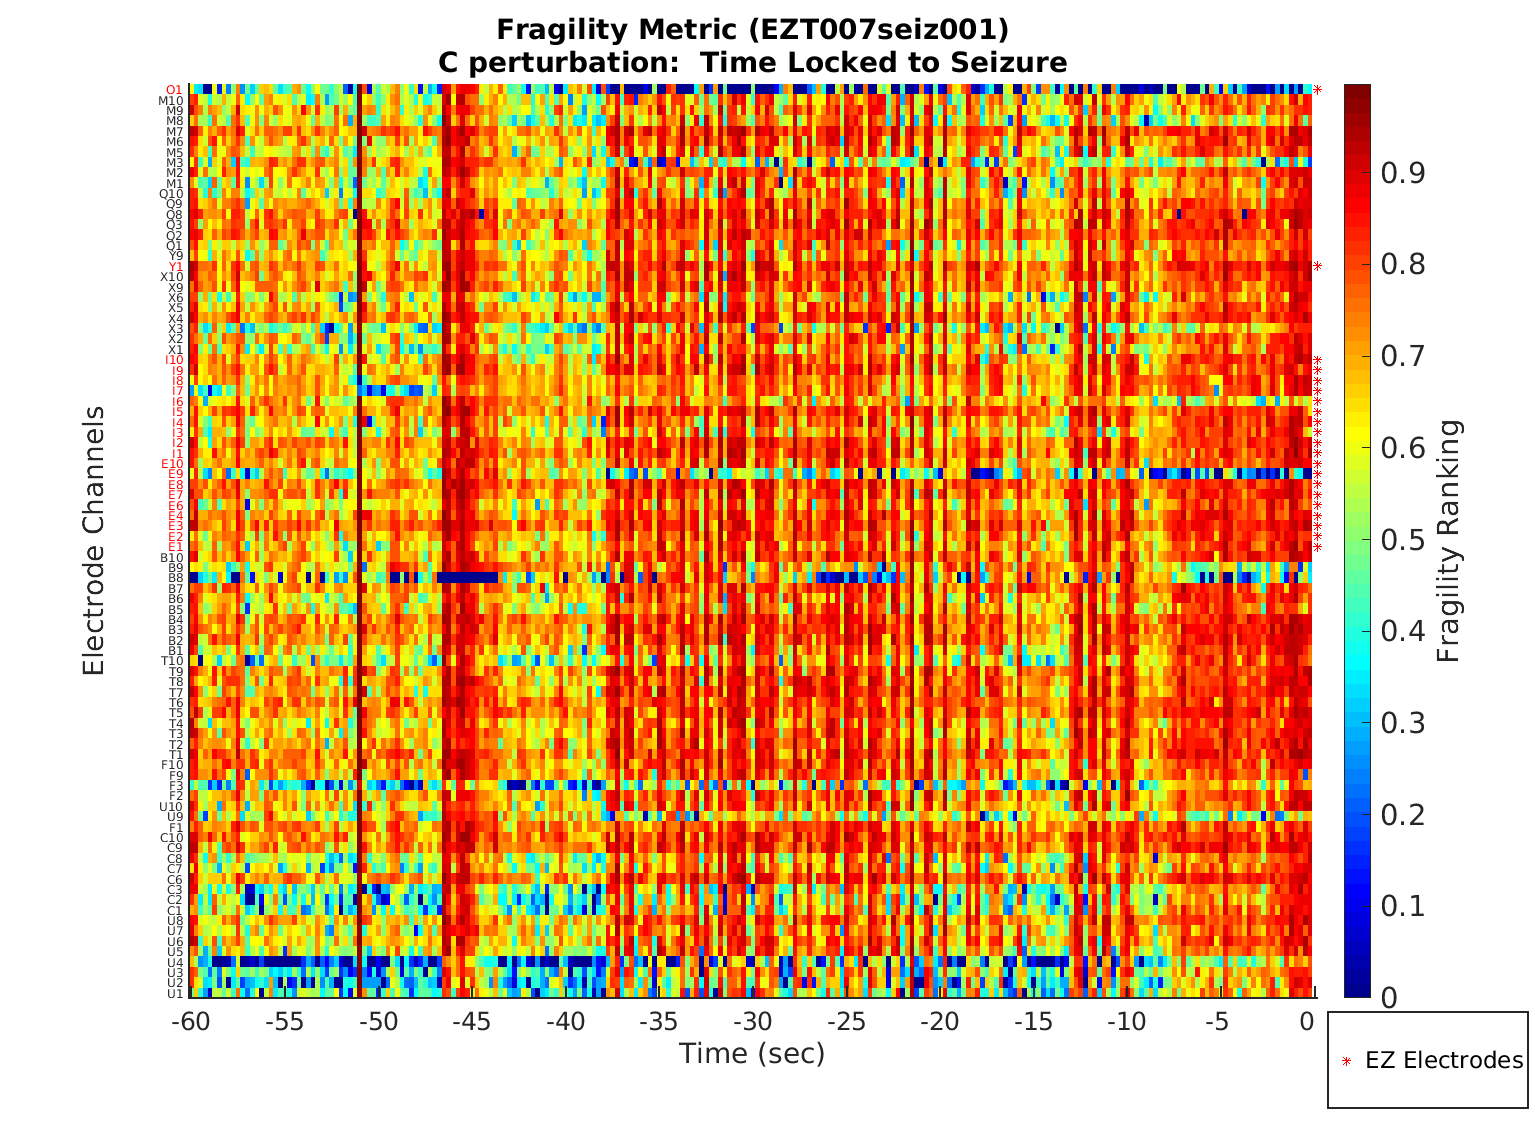 Fragility Metric (EZT007seiz001)
C perturbation:  Time Locked to Seizure
O1
M10
M9
M8
M7
M6
M5
M3
M2
M1
Q10
Q9
Q8
Q3
Q2
Q1
Y9
Y1
X10
X9
X6
X5
X4
X3
X2
X1
I10
I9
I8
I7
I6
I5
I4
I3
I2
I1
E10
E9
E8
E7
E6
E4
E3
E2
E1
B10
B9
B8
B7
B6
B5
B4
B3
B2
B1
T10
T9
T8
T7
T6
T5
T4
T3
T2
T1
F10
F9
F3
F2
U10
U9
F1
C10
C9
C8
C7
C6
C3
C2
C1
U8
U7
U6
U5
U4
U3
U2
U1
Electrode Channels
-60 -55 -50 -45 -40 -35 -30 -25 -20 -15 -10 -5 0
Time (sec)
0.9
0.8
0.7
0.6
0.5
0.4
0.3
0.2
0.1
0
Fragility Ranking
EZ Electrodes